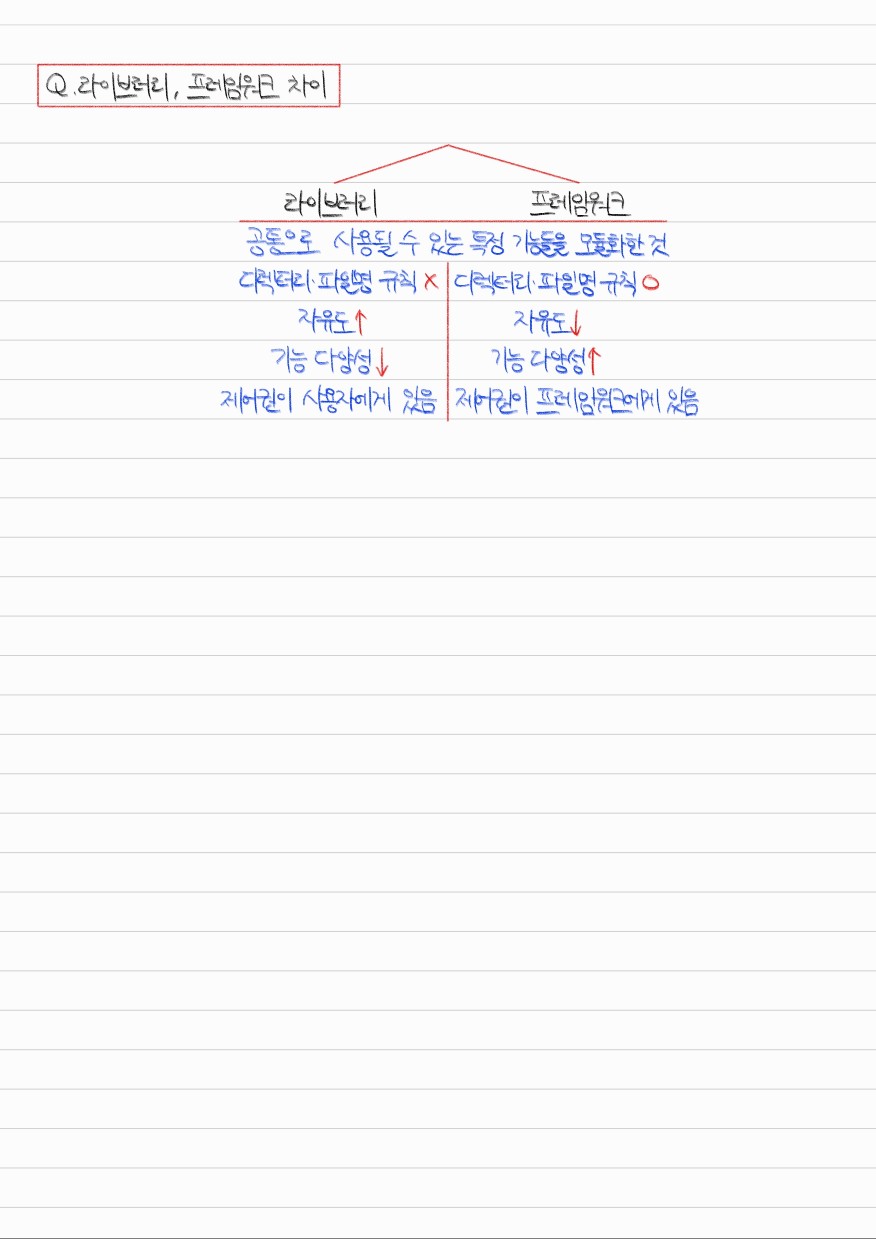 Q.라이브러리, 프레임워크 차이
라이브러리 프레임워크
공통으로 사용될 수 있는 특정 기능들을 모듈화한 것
디렉터리·파일명 규칙 X 디렉터리·파일명 규칙 O
자유도↑ 자유도↓
기능 다양성↓ 기능 다양성↑
제어권이 사용자에게 있음 제어권이 프레임워크에게 있음